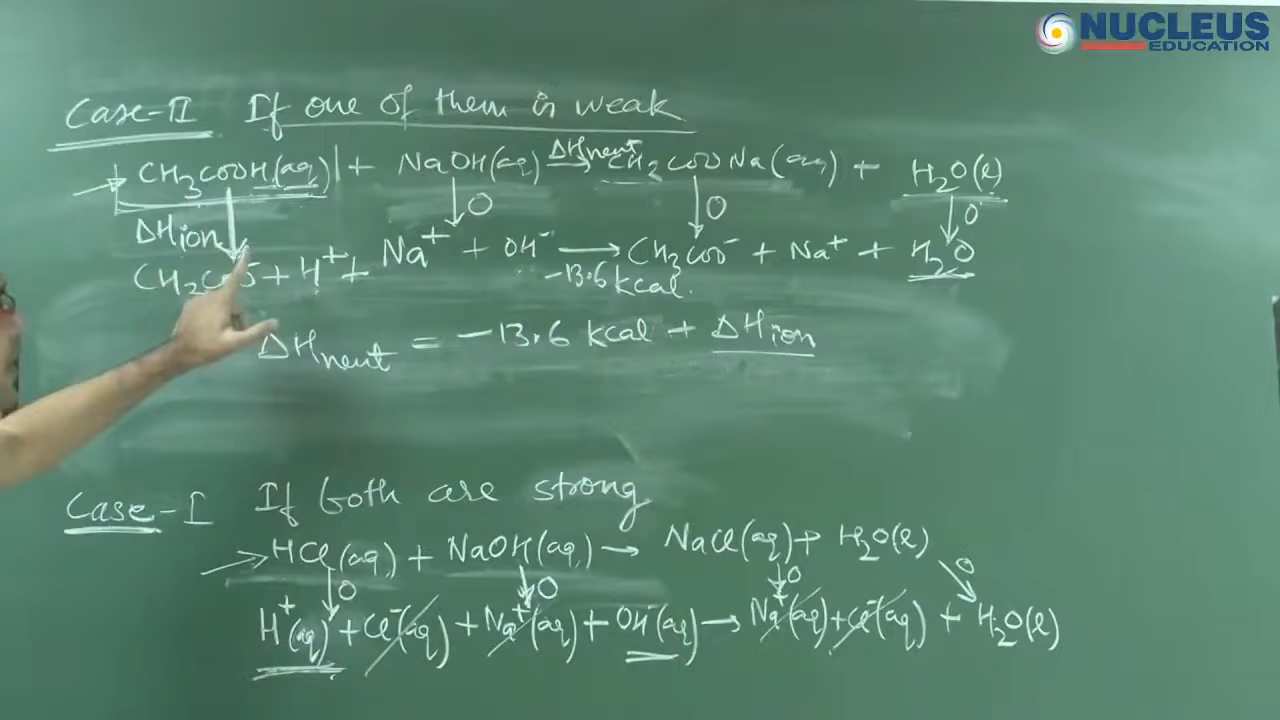 NUCLEUS
EDUCATION
Case-II If one of them is weak
CH₃COOH(aq) + NaOH(aq) ΔHneut → CH₃COONa(aq) + H₂O(l)
ΔHion ↓ ↓0 ↓0 ↓0
CH₃COO⁻ + H⁺ + Na⁺ + OH⁻ → CH₃COO⁻ + Na⁺ + H₂O
-13.6 kcal.
ΔHneut = -13.6 kcal + ΔHion
Case-I If both are strong
→ HCl(aq) + NaOH(aq) → NaCl(aq) + H₂O(l)
↓0 ↓0 ↓0 0
H⁺(aq) + Cl⁻(aq) + Na⁺(aq) + OH⁻(aq) → Na⁺(aq) + Cl⁻(aq) + H₂O(l)